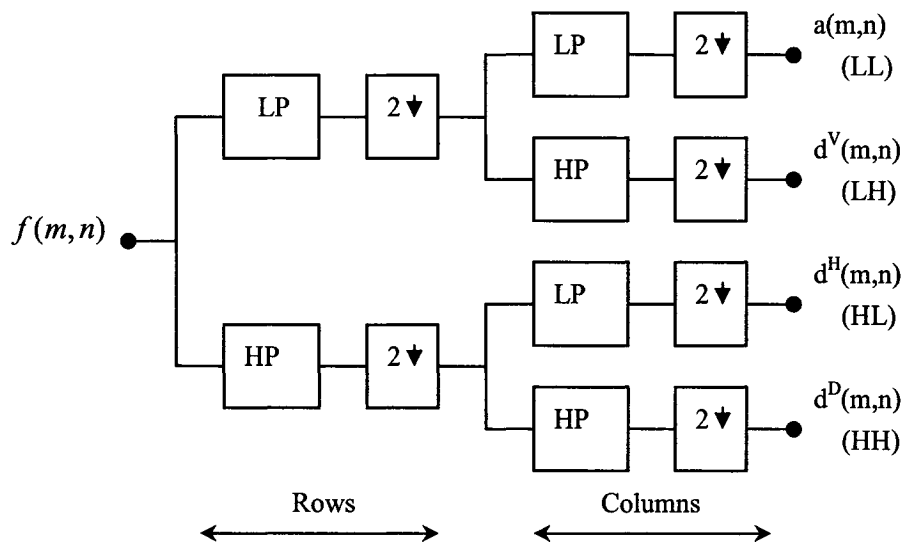 a(m,n)
LP 2 (LL)
LP 2
HP 2 d^V(m,n)
(LH)
f(m,n)
LP 2 d^H(m,n)
(HL)
HP 2
HP 2 d^D(m,n)
(HH)
Rows Columns